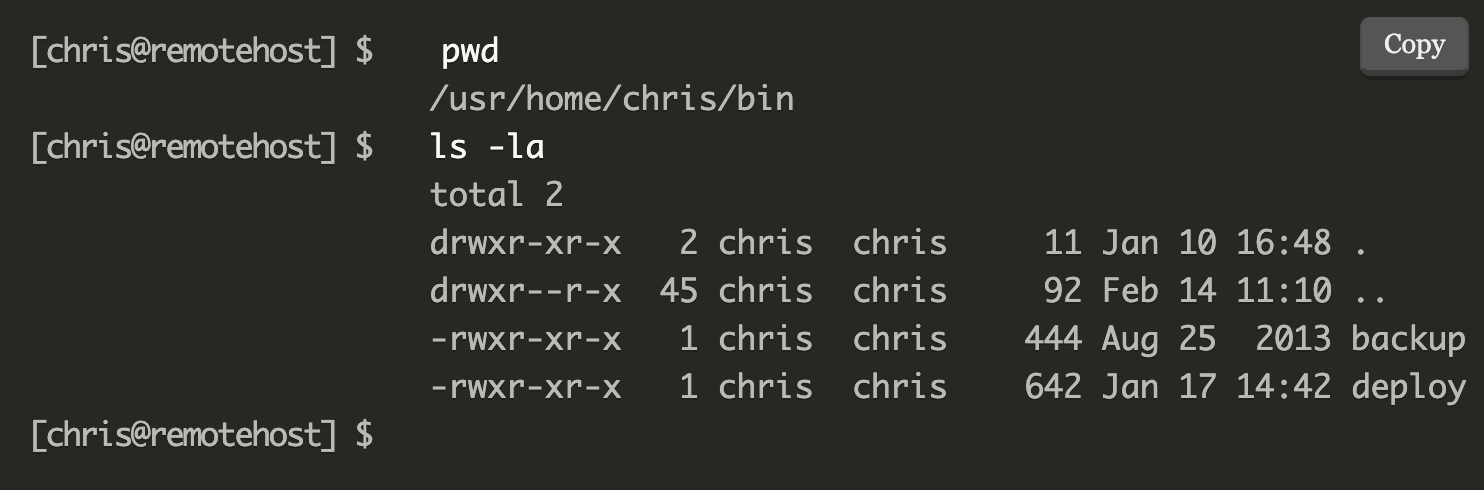 [chris@remotehost] $ pwd
Copy
/usr/home/chris/bin
[chris@remotehost] $ ls -la
total 2
drwxr-xr-x   2 chris  chris     11 Jan 10 16:48 .
drwxr--r-x  45 chris  chris     92 Feb 14 11:10 ..
-rwxr-xr-x   1 chris  chris    444 Aug 25  2013 backup
-rwxr-xr-x   1 chris  chris    642 Jan 17 14:42 deploy
[chris@remotehost] $